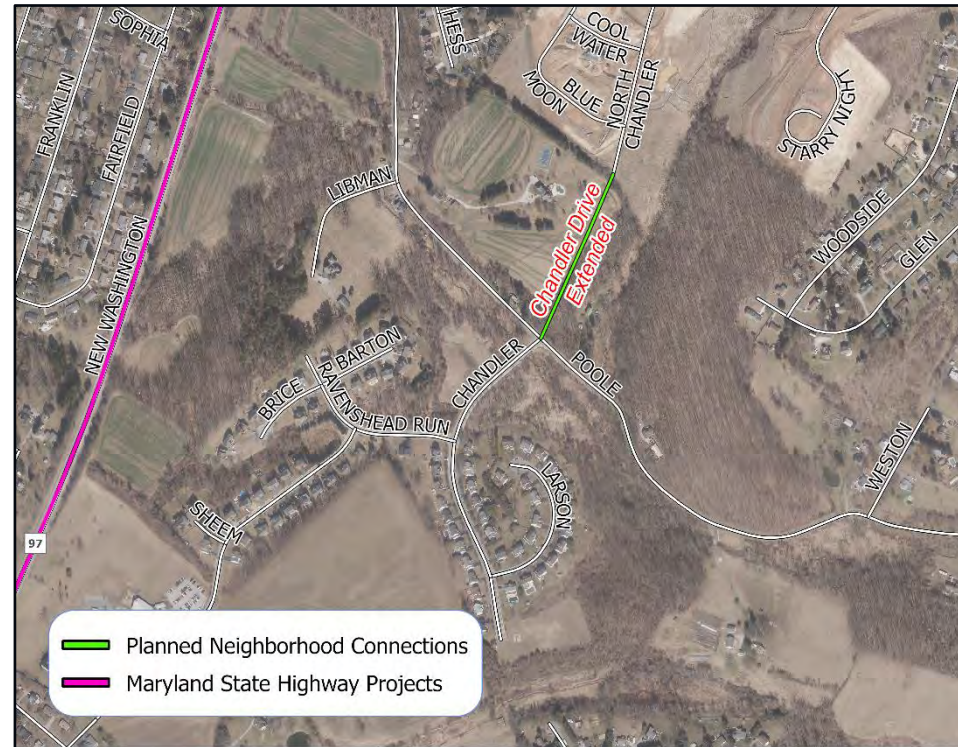 SOPHIA
FRANKLIN
FAIRFIELD
NEW WASHINGTON
97
HESS
COOL
WATER
BLUE
MOON
NORTH
CHANDLER
STARRY NIGHT
WOODSIDE
GLEN
LIBMAN
Chandler Drive
Extended
BARTON
BRICE
RAVENSHEAD RUN
CHANDLER
POOLE
LARSON
WESTON
SHEEM
Planned Neighborhood Connections
Maryland State Highway Projects